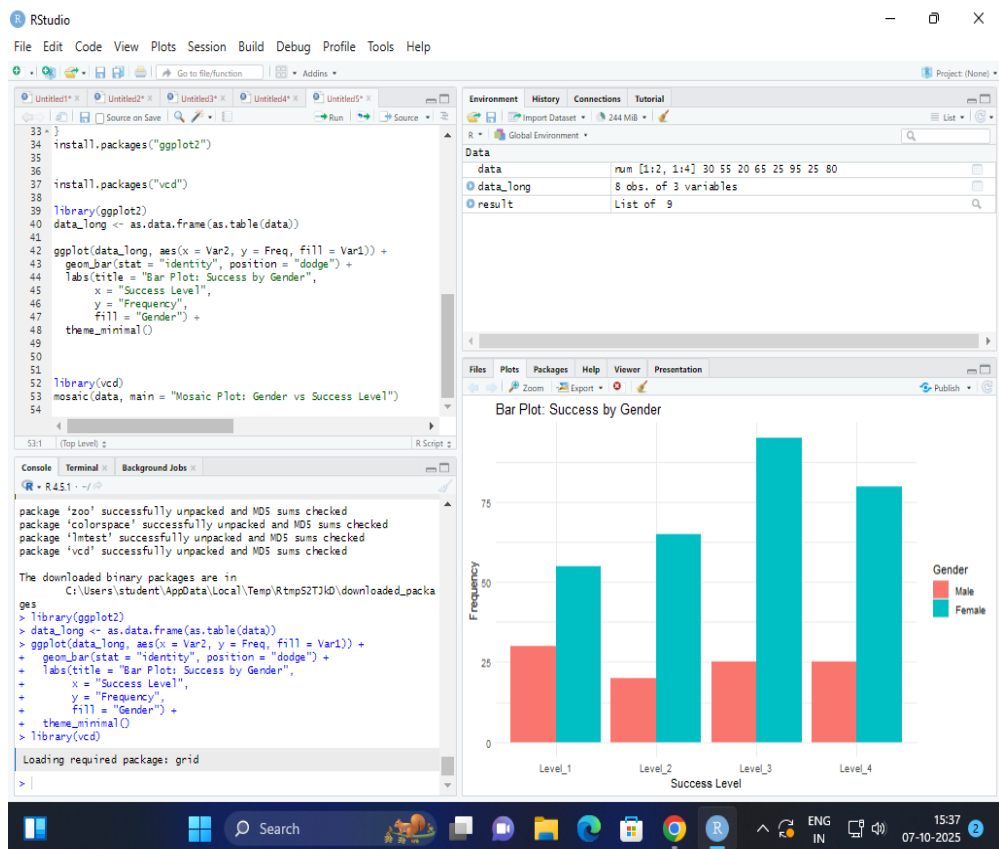 RStudio
File Edit Code View Plots Session Build Debug Profile Tools Help
Go to file/function Addins Project: (None)
Untitled1* Untitled2* Untitled3* Untitled4* Untitled5*
Source on Save Run Source
33 }
34 install.packages("ggplot2")
35
36
37 install.packages("vcd")
38
39 library(ggplot2)
40 data_long <- as.data.frame(as.table(data))
41
42 ggplot(data_long, aes(x = Var2, y = Freq, fill = Var1)) +
43 geom_bar(stat = "identity", position = "dodge") +
44 labs(title = "Bar Plot: Success by Gender",
45 x = "Success Level",
46 y = "Frequency",
47 fill = "Gender") +
48 theme_minimal()
49
50
51
52 library(vcd)
53 mosaic(data, main = "Mosaic Plot: Gender vs Success Level")
54
53:1 (Top Level) R Script
Console Terminal Background Jobs
R • R 4.5.1 · ~/
package ‘zoo’ successfully unpacked and MD5 sums checked
package ‘colorspace’ successfully unpacked and MD5 sums checked
package ‘lmtest’ successfully unpacked and MD5 sums checked
package ‘vcd’ successfully unpacked and MD5 sums checked
The downloaded binary packages are in
C:\Users\student\AppData\Local\Temp\RtmpS2TJkD\downloaded_packa
ges
> library(ggplot2)
> data_long <- as.data.frame(as.table(data))
> ggplot(data_long, aes(x = Var2, y = Freq, fill = Var1)) +
+ geom_bar(stat = "identity", position = "dodge") +
+ labs(title = "Bar Plot: Success by Gender",
+ x = "Success Level",
+ y = "Frequency",
+ fill = "Gender") +
+ theme_minimal()
> library(vcd)
Loading required package: grid
>
Environment History Connections Tutorial
Import Dataset 244 MiB List
R Global Environment
Data
data num [1:2, 1:4] 30 55 20 65 25 95 25 80
data_long 8 obs. of 3 variables
result List of 9
Files Plots Packages Help Viewer Presentation
Zoom Export Publish
Bar Plot: Success by Gender
75
50
25
0
Frequency
Level_1 Level_2 Level_3 Level_4
Success Level
Gender
Male
Female
Search
ENG
IN
15:37
07-10-2025
2